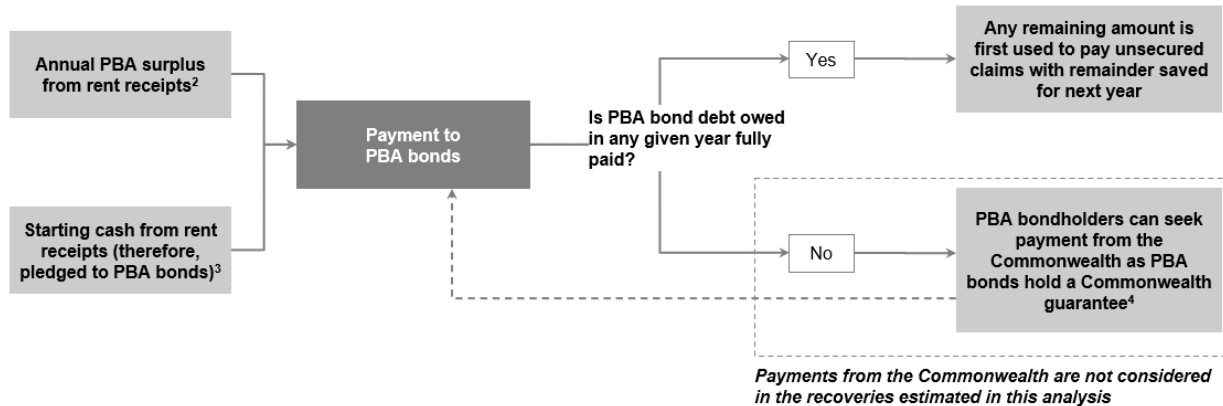 Annual PBA surplus
from rent receipts²
Starting cash from rent
receipts (therefore,
pledged to PBA bonds)³
Payment to
PBA bonds
Is PBA bond debt owed
in any given year fully
paid?
Yes
Any remaining amount is
first used to pay unsecured
claims with remainder saved
for next year
No
PBA bondholders can seek
payment from the
Commonwealth as PBA
bonds hold a Commonwealth
guarantee⁴
Payments from the Commonwealth are not considered
in the recoveries estimated in this analysis